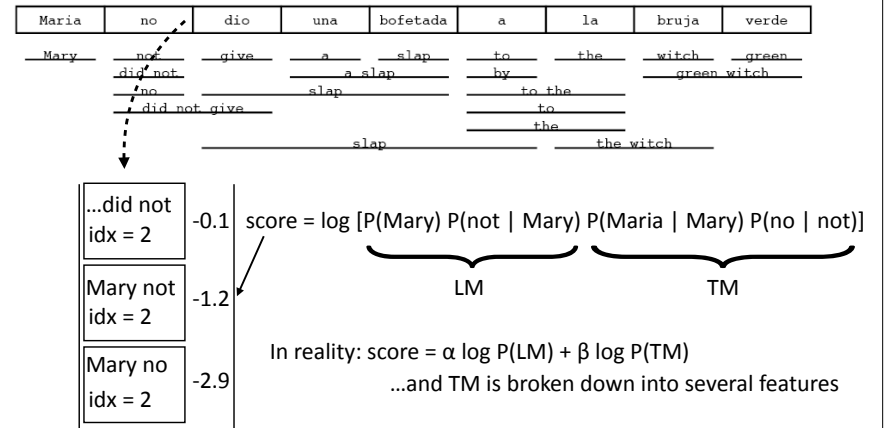 Maria no dio una bofetada a la bruja verde
Mary not give a slap to the witch green
did not a slap by green witch
no slap to the
did not give to
the
slap the witch
...did not
idx = 2
-0.1
score = log [P(Mary) P(not | Mary) P(Maria | Mary) P(no | not)]
LM TM
Mary not
idx = 2
-1.2
In reality: score = α log P(LM) + β log P(TM)
...and TM is broken down into several features
Mary no
idx = 2
-2.9